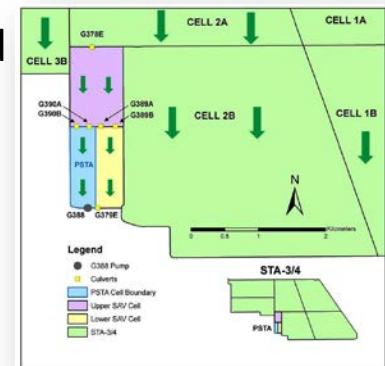 CELL 2A
CELL 1A
G378E
CELL 3B
G390A
G390B
G389A
G389B
CELL 2B
CELL 1B
PSTA
N
G388
G379E
Kilometers
0 0.5 1 2
Legend
G388 Pump
Culverts
PSTA Cell Boundary
Upper SAV Cell
Lower SAV Cell
STA-3/4
STA-3/4
PSTA